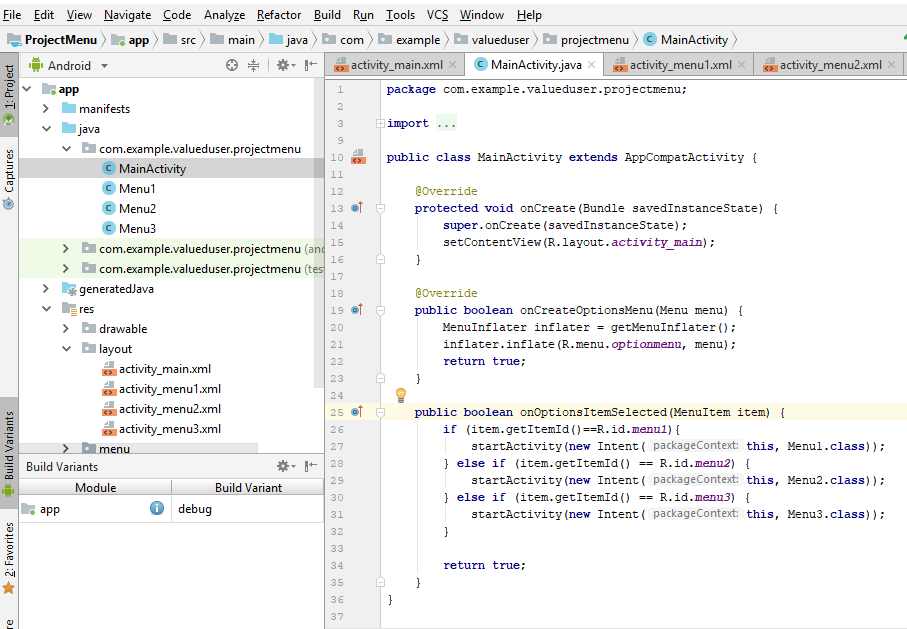 File Edit View Navigate Code Analyze Refactor Build Run Tools VCS Window Help
ProjectMenu app src main java com example valueduser projectmenu MainActivity
1: Project
Captures
Build Variants
2: Favorites
Android
app
manifests
java
com.example.valueduser.projectmenu
MainActivity
Menu1
Menu2
Menu3
com.example.valueduser.projectmenu (and
com.example.valueduser.projectmenu (tes
generatedJava
res
drawable
layout
activity_main.xml
activity_menu1.xml
activity_menu2.xml
activity_menu3.xml
menu
Build Variants
Module Build Variant
app debug
activity_main.xml MainActivity.java activity_menu1.xml activity_menu2.xml
1 package com.example.valueduser.projectmenu;
2
3 import ...
9
10 public class MainActivity extends AppCompatActivity {
11
12 @Override
13 protected void onCreate(Bundle savedInstanceState) {
14 super.onCreate(savedInstanceState);
15 setContentView(R.layout.activity_main);
16 }
17
18 @Override
19 public boolean onCreateOptionsMenu(Menu menu) {
20 MenuInflater inflater = getMenuInflater();
21 inflater.inflate(R.menu.optionmenu, menu);
22 return true;
23 }
24
25 public boolean onOptionsItemSelected(MenuItem item) {
26 if (item.getItemId()==R.id.menu1){
27 startActivity(new Intent( packageContext: this, Menu1.class));
28 } else if (item.getItemId() == R.id.menu2) {
29 startActivity(new Intent( packageContext: this, Menu2.class));
30 } else if (item.getItemId() == R.id.menu3) {
31 startActivity(new Intent( packageContext: this, Menu3.class));
32 }
33
34 return true;
35 }
36 }
37